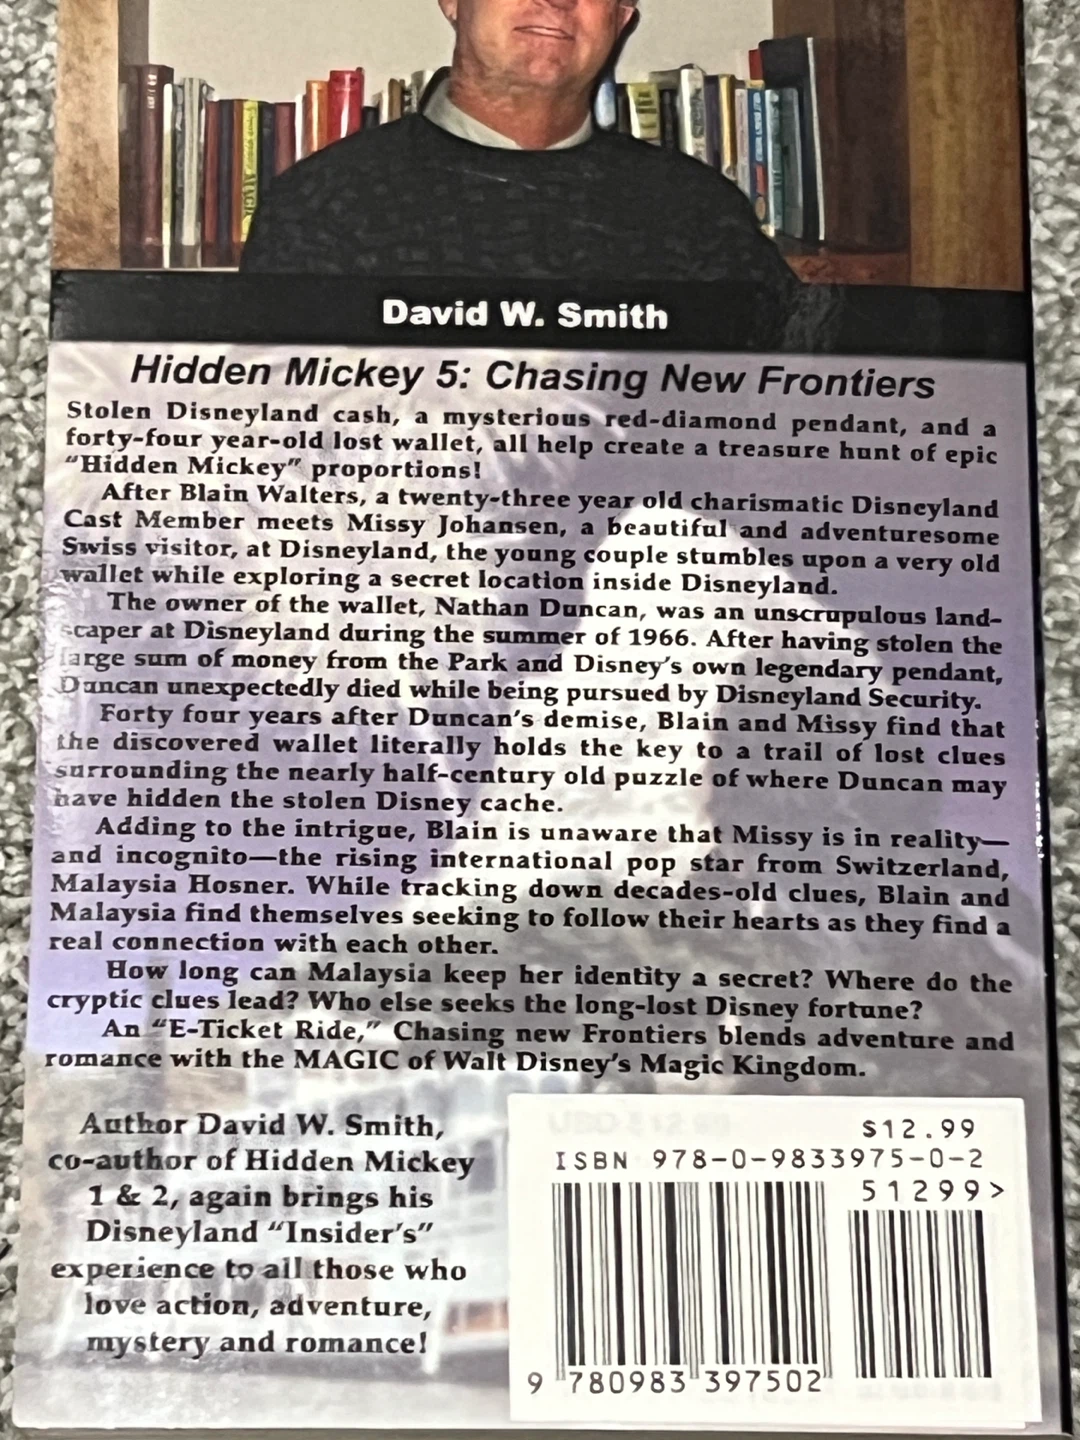 David W. Smith
Hidden Mickey 5: Chasing New Frontiers
Stolen Disneyland cash, a mysterious red-diamond pendant, and a
forty-four year-old lost wallet, all help create a treasure hunt of epic
“Hidden Mickey” proportions!
After Blain Walters, a twenty-three year old charismatic Disneyland
Cast Member meets Missy Johansen, a beautiful and adventuresome
Swiss visitor, at Disneyland, the young couple stumbles upon a very old
wallet while exploring a secret location inside Disneyland.
The owner of the wallet, Nathan Duncan, was an unscrupulous land-
scaper at Disneyland during the summer of 1966. After having stolen the
large sum of money from the Park and Disney’s own legendary pendant,
Duncan unexpectedly died while being pursued by Disneyland Security.
Forty four years after Duncan’s demise, Blain and Missy find that
the discovered wallet literally holds the key to a trail of lost clues
surrounding the nearly half-century old puzzle of where Duncan may
have hidden the stolen Disney cache.
Adding to the intrigue, Blain is unaware that Missy is in reality—
and incognito—the rising international pop star from Switzerland,
Malaysia Hosner. While tracking down decades-old clues, Blain and
Malaysia find themselves seeking to follow their hearts as they find a
real connection with each other.
How long can Malaysia keep her identity a secret? Where do the
cryptic clues lead? Who else seeks the long-lost Disney fortune?
An “E-Ticket Ride,” Chasing new Frontiers blends adventure and
romance with the MAGIC of Walt Disney’s Magic Kingdom.
Author David W. Smith,
co-author of Hidden Mickey
1 & 2, again brings his
Disneyland “Insider’s”
experience to all those who
love action, adventure,
mystery and romance!
$12.99
ISBN 978-0-9833975-0-2
51299>
9 780983 397502